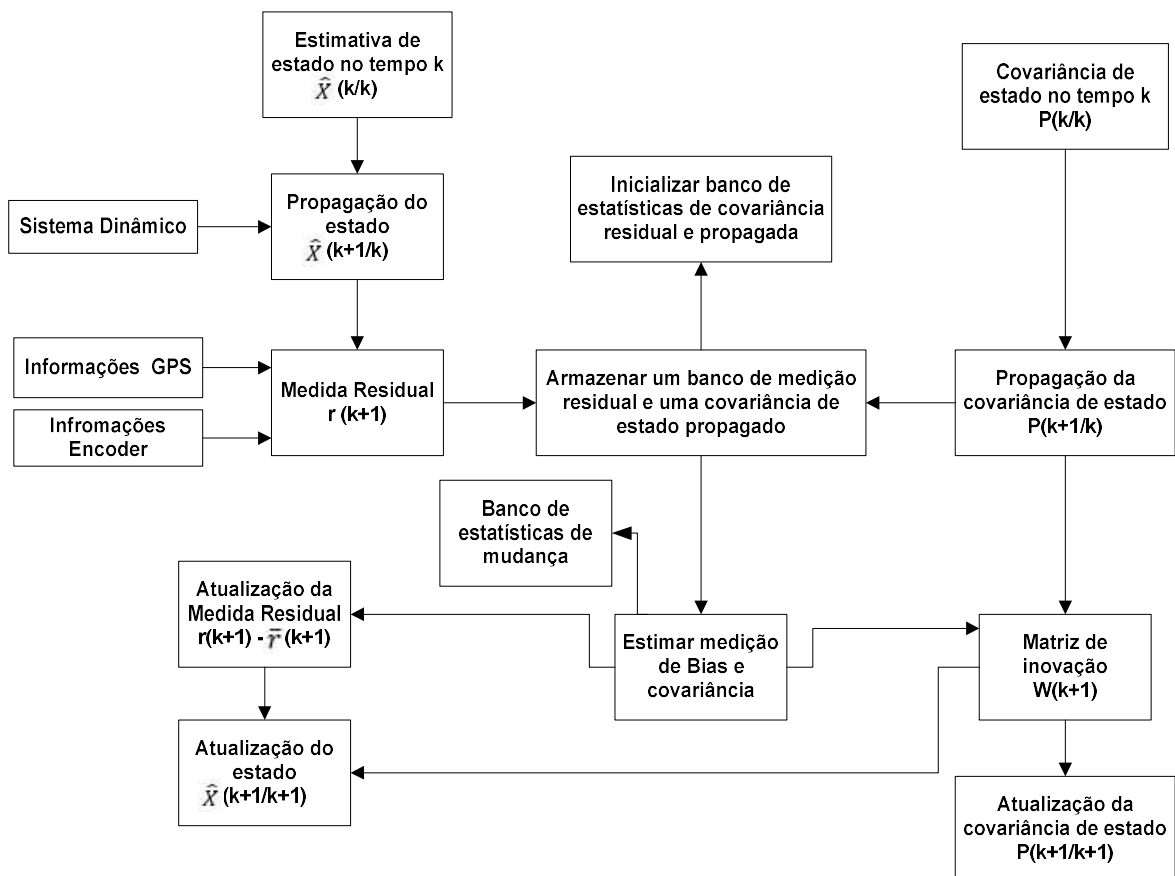 Estimativa de
estado no tempo k
X̂ (k/k)
Covariância de
estado no tempo k
P(k/k)
Sistema Dinâmico
Propagação do
estado
X̂ (k+1/k)
Inicializar banco de
estatísticas de covariância
residual e propagada
Informações  GPS
Infromações
Encoder
Medida Residual
r (k+1)
Armazenar um banco de medição
residual e uma covariância de
estado propagado
Propagação da
covariância de estado
P(k+1/k)
Banco de
estatísticas de
mudança
Atualização da
Medida Residual
r(k+1) - r̄ (k+1)
Estimar medição
de Bias e
covariância
Matriz de
inovação
W(k+1)
Atualização do
estado
X̂ (k+1/k+1)
Atualização da
covariância de estado
P(k+1/k+1)